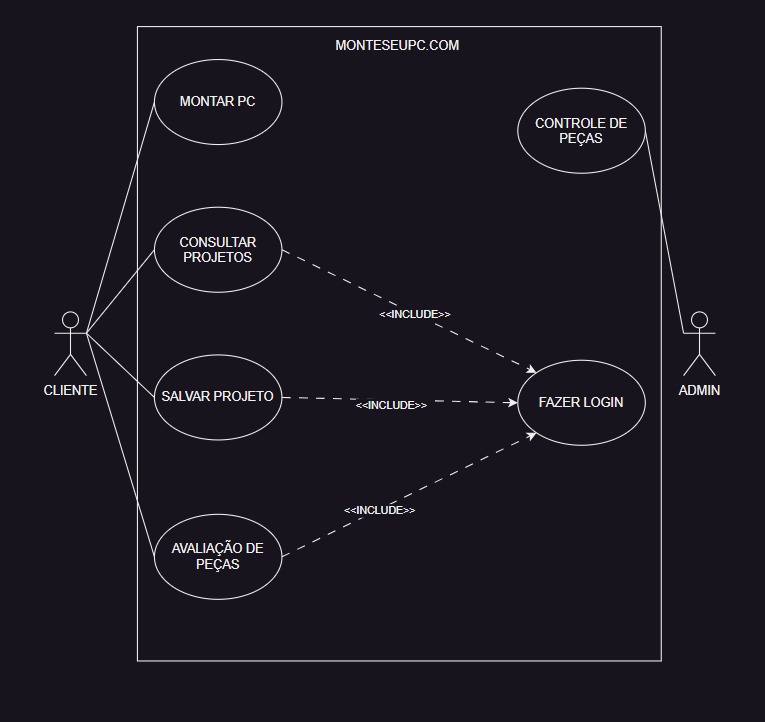 MONTESEUPC.COM
MONTAR PC
CONTROLE DE
PEÇAS
CONSULTAR
PROJETOS
<<INCLUDE>>
CLIENTE
ADMIN
SALVAR PROJETO
<<INCLUDE>>
FAZER LOGIN
<<INCLUDE>>
AVALIAÇÃO DE
PEÇAS